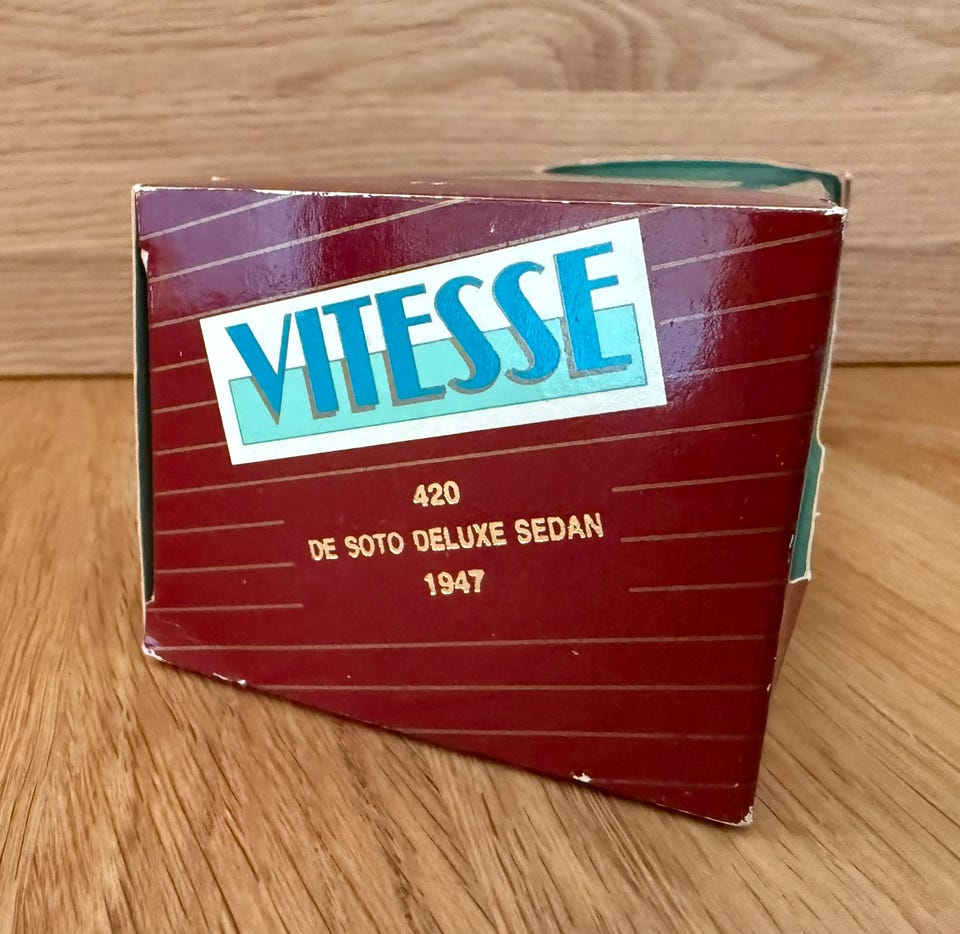 VITESSE
420
DE SOTO DELUXE SEDAN
1947